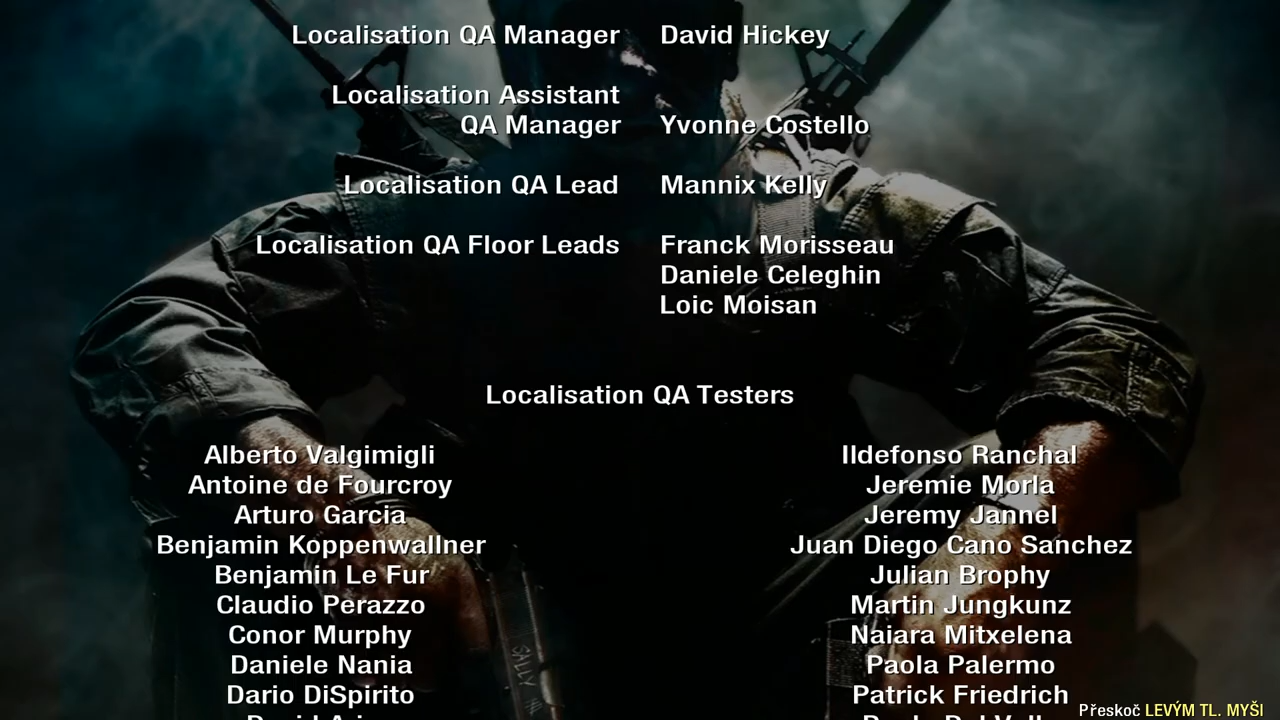 Localisation QA Manager David Hickey
Localisation Assistant
QA Manager Yvonne Costello
Localisation QA Lead Mannix Kelly
Localisation QA Floor Leads Franck Morisseau
Daniele Celeghin
Loic Moisan
Localisation QA Testers
Alberto Valgimigli Ildefonso Ranchal
Antoine de Fourcroy Jeremie Morla
Arturo Garcia Jeremy Jannel
Benjamin Koppenwallner Juan Diego Cano Sanchez
Benjamin Le Fur Julian Brophy
Claudio Perazzo Martin Jungkunz
Conor Murphy Naiara Mitxelena
Daniele Nania Paola Palermo
Dario DiSpirito Patrick Friedrich
David
Přeskoč LEVÝM TL. MYŠI
SALLY